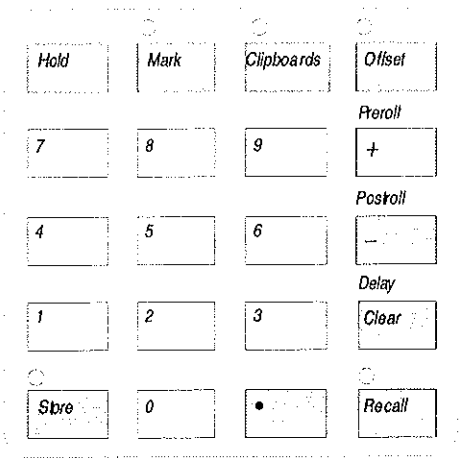 Hold Mark Clipboards Offset
Preroll
7 8 9 +
Postroll
4 5 6 -
Delay
1 2 3 Clear
Store 0 • Recall